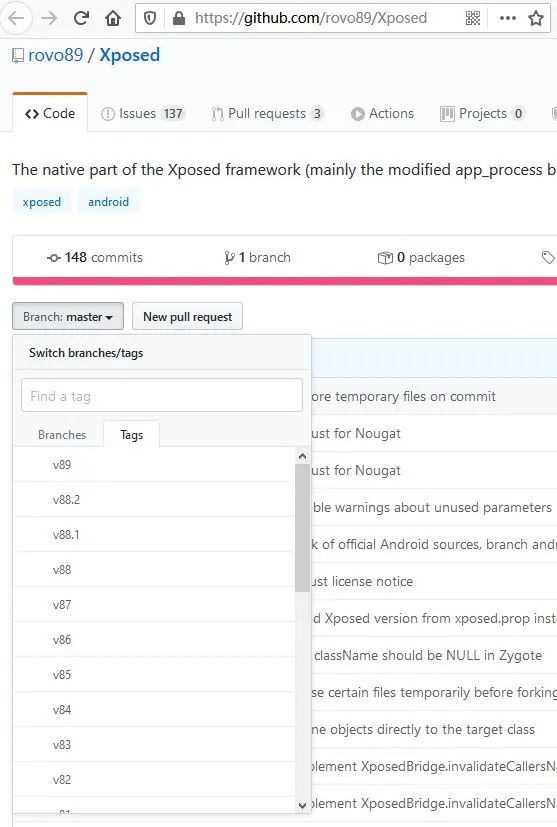 https://github.com/rovo89/Xposed
rovo89 / Xposed
Code Issues 137 Pull requests 3 Actions Projects 0
The native part of the Xposed framework (mainly the modified app_process b
xposed android
148 commits 1 branch 0 packages
Branch: master New pull request
Switch branches/tags
Find a tag
ore temporary files on commit
Branches Tags
ust for Nougat
v89
ust for Nougat
v88.2
ble warnings about unused parameters
v88.1
k of official Android sources, branch and
v88
ust license notice
v87
d Xposed version from xposed.prop inst
v86
className should be NULL in Zygote
v85
se certain files temporarily before forking
v84
ne objects directly to the target class
v83
plement XposedBridge.invalidateCallersNa
v82
plement XposedBridge.invalidateCallersNa